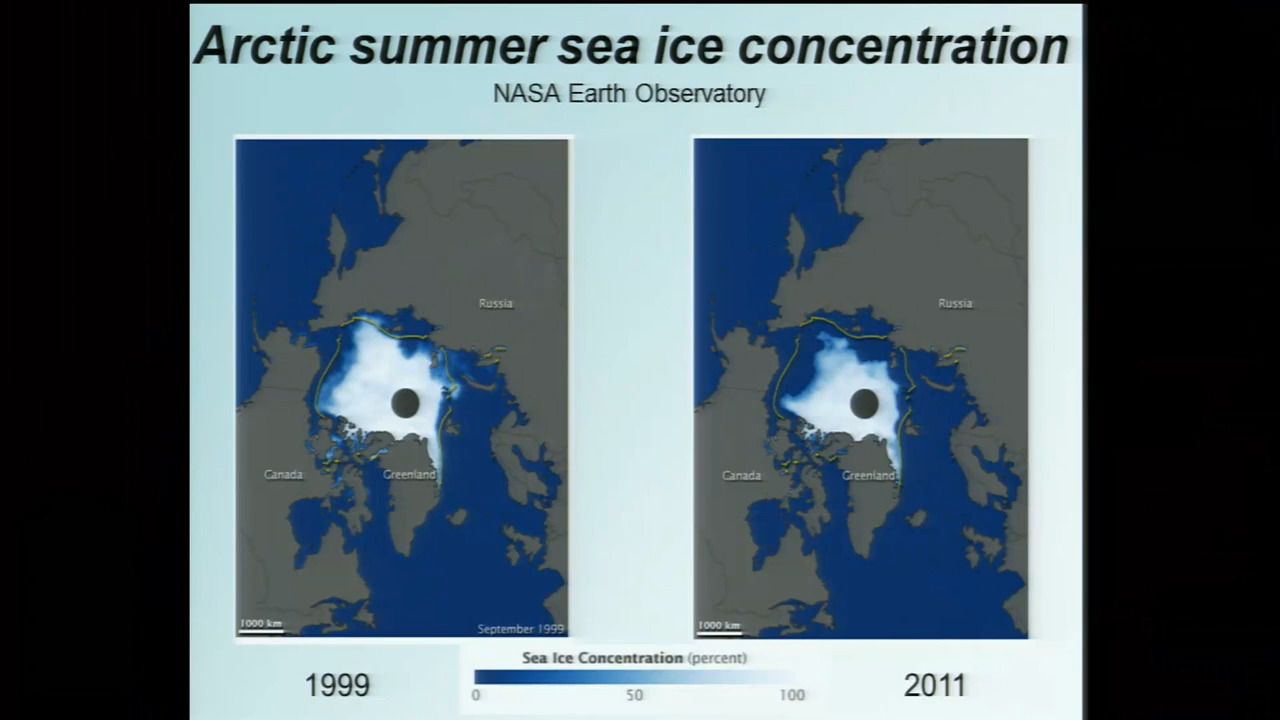 Arctic summer sea ice concentration
NASA Earth Observatory
Russia
Canada
Greenland
1000 km
September 1999
Russia
Canada
Greenland
1000 km
Sea Ice Concentration (percent)
0 50 100
1999
2011